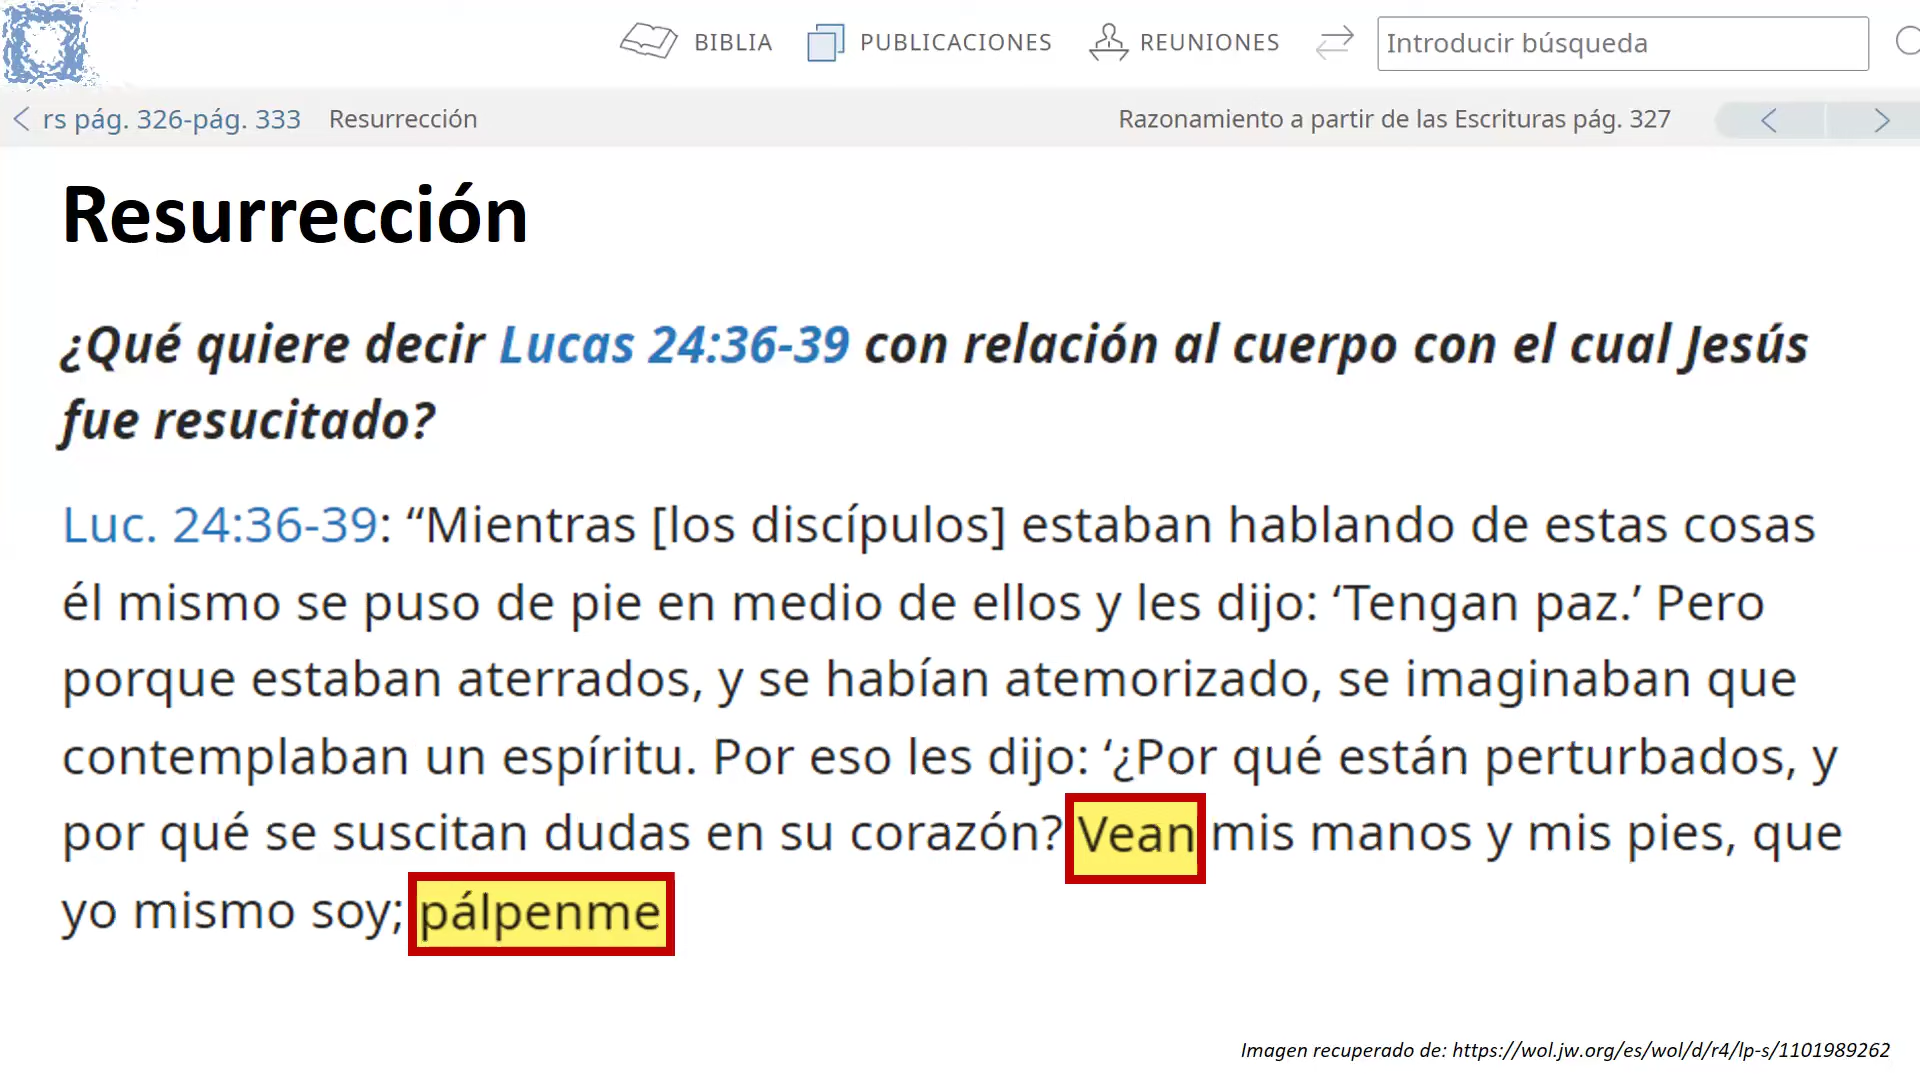 BIBLIA PUBLICACIONES REUNIONES Introducir búsqueda
rs pág. 326-pág. 333 Resurrección Razonamiento a partir de las Escrituras pág. 327
Resurrección
¿Qué quiere decir Lucas 24:36-39 con relación al cuerpo con el cual Jesús
fue resucitado?
Luc. 24:36-39: “Mientras [los discípulos] estaban hablando de estas cosas
él mismo se puso de pie en medio de ellos y les dijo: ‘Tengan paz.’ Pero
porque estaban aterrados, y se habían atemorizado, se imaginaban que
contemplaban un espíritu. Por eso les dijo: ‘¿Por qué están perturbados, y
por qué se suscitan dudas en su corazón? Vean mis manos y mis pies, que
yo mismo soy; pálpenme
Imagen recuperado de: https://wol.jw.org/es/wol/d/r4/lp-s/1101989262